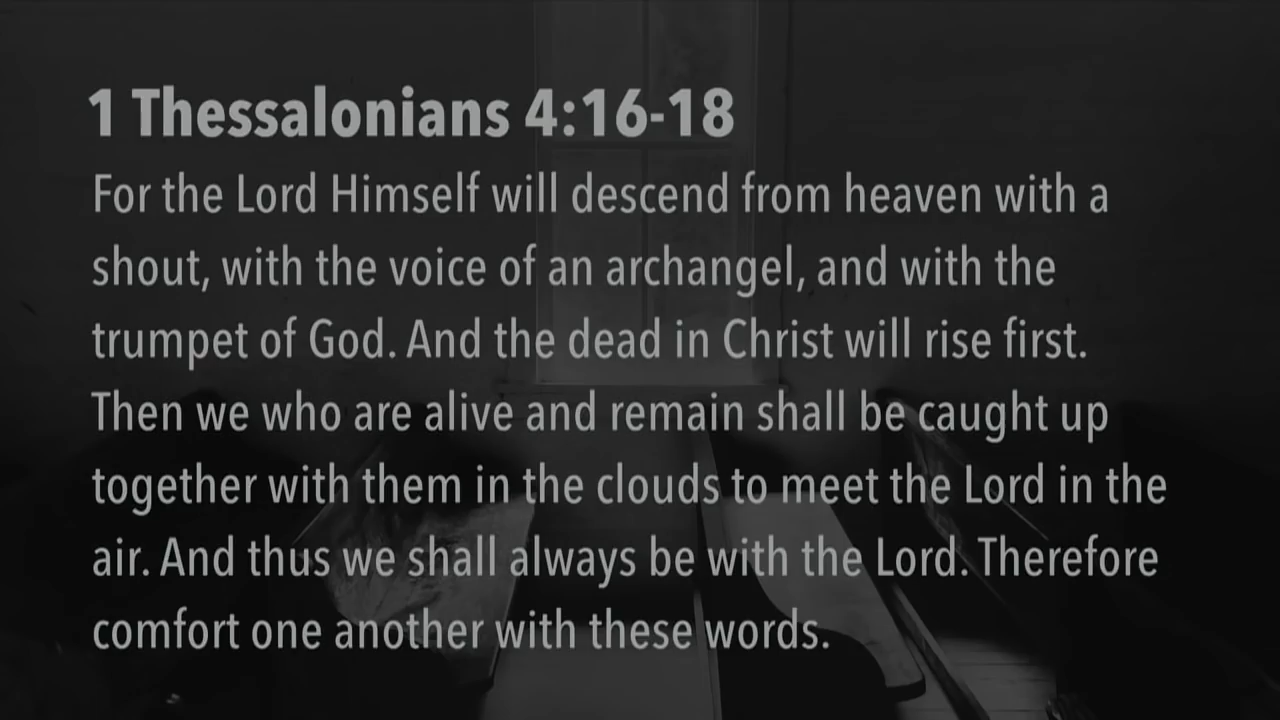 1 Thessalonians 4:16-18
For the Lord Himself will descend from heaven with a
shout, with the voice of an archangel, and with the
trumpet of God. And the dead in Christ will rise first.
Then we who are alive and remain shall be caught up
together with them in the clouds to meet the Lord in the
air. And thus we shall always be with the Lord. Therefore
comfort one another with these words.